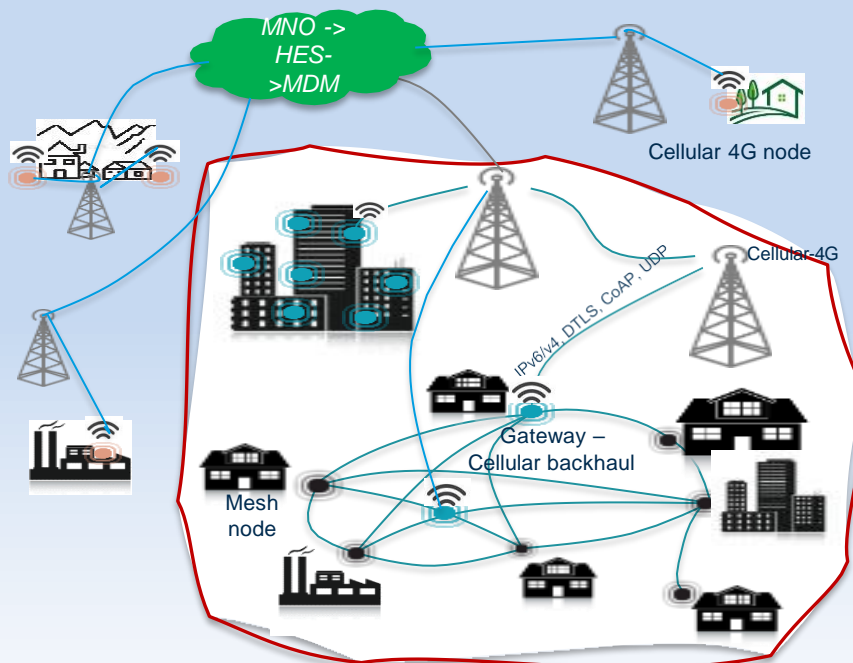 MNO ->
HES-
>MDM
Cellular 4G node
Cellular-4G
IPv6/v4, DTLS, CoAP, UDP
Gateway –
Cellular backhaul
Mesh
node